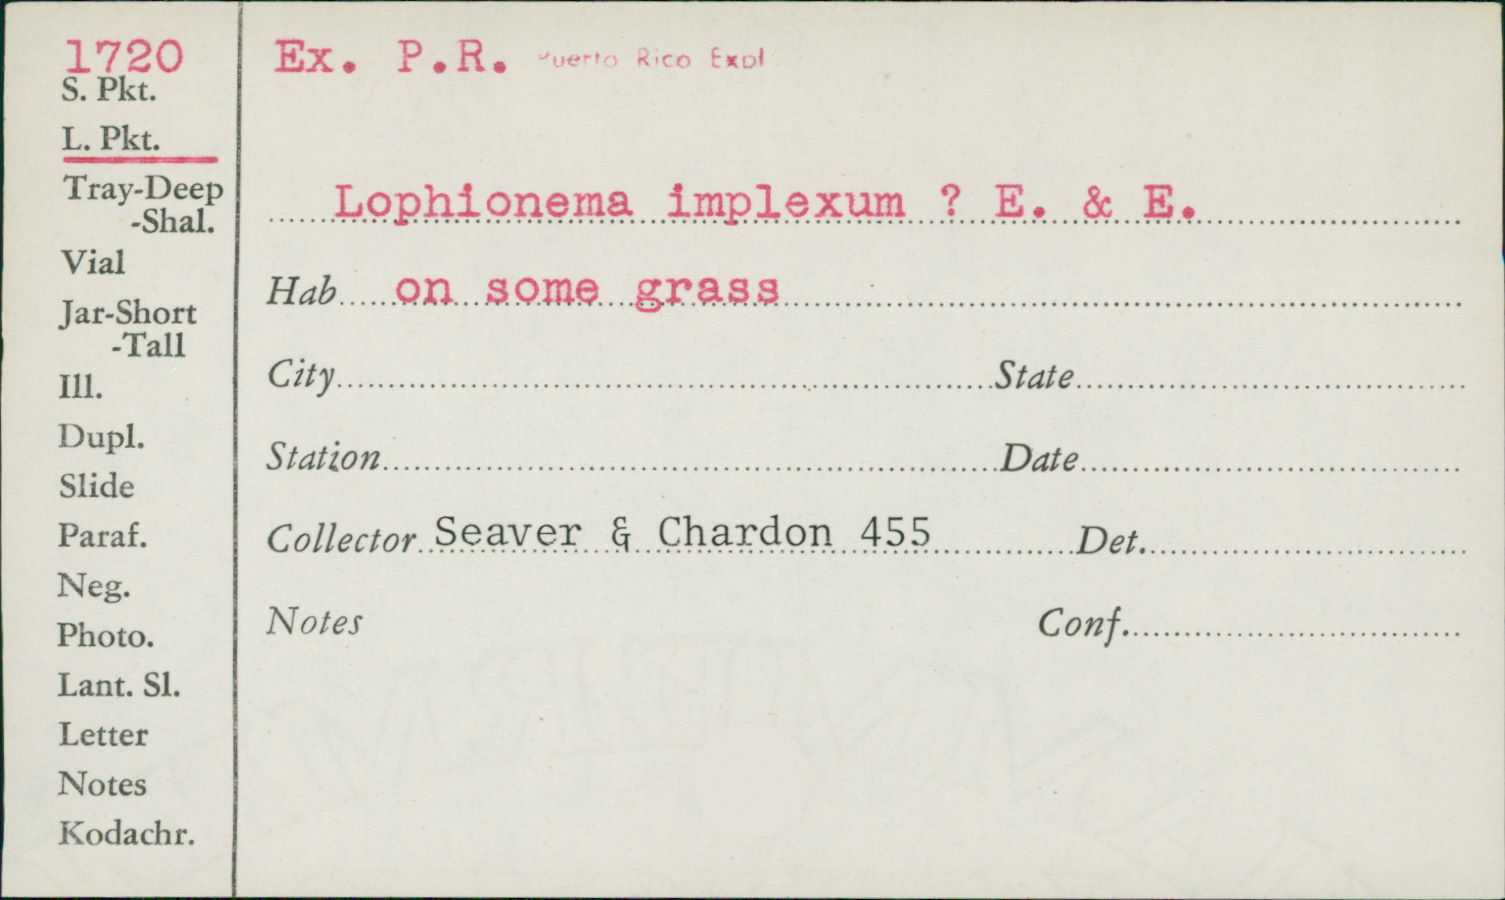 1720
S. Pkt.
L. Pkt.
Tray-Deep
-Shal.
Vial
Jar-Short
-Tall
Ill.
Dupl.
Slide
Paraf.
Neg.
Photo.
Lant. Sl.
Letter
Notes
Kodachr.
Ex. P.R. Puerto Rico Expl
Lophionema implexum ? E. & E.
Hab on some grass
City State
Station Date
Collector Seaver & Chardon 455 Det.
Notes Conf.